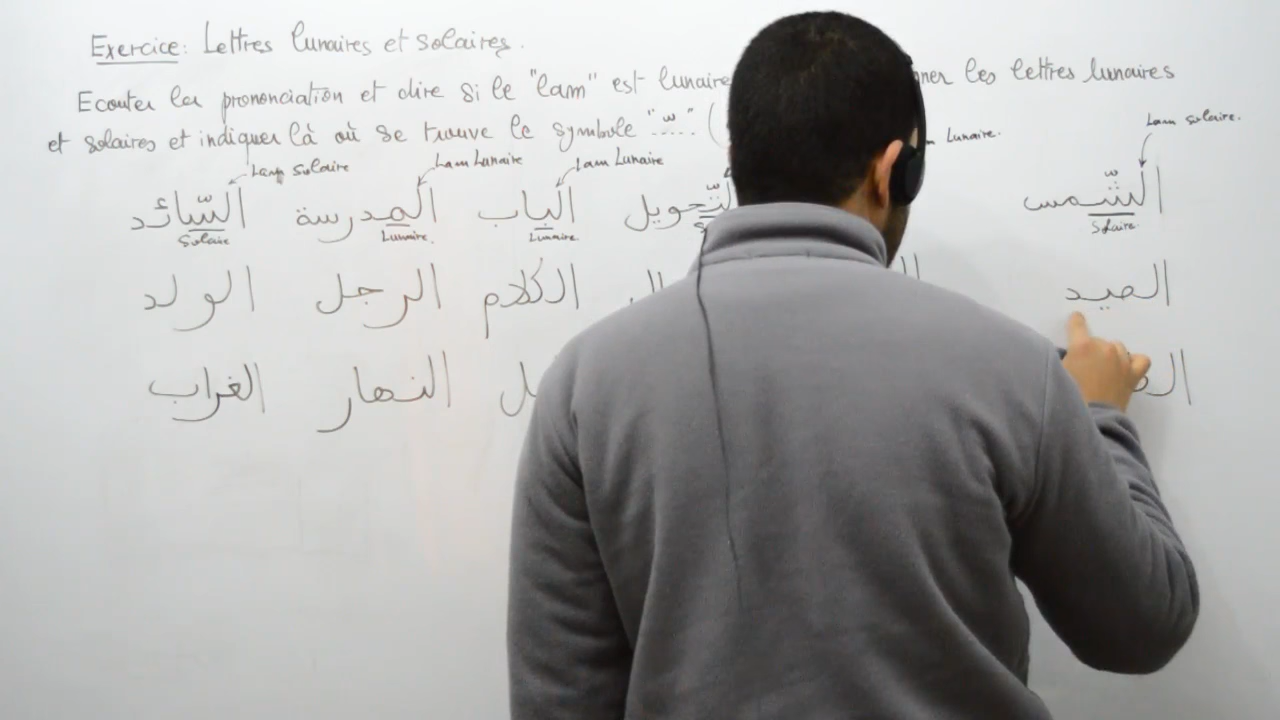 Exercice: Lettres lunaires et solaires.
Ecouter la prononciation et dire si le "lam" est lunaire les lettres lunaires
et solaires et indiquer là où se trouve le symbole "ّ....." (
Lam Solaire Lam Lunaire Lam Lunaire Lunaire. Lam solaire.
الشّمس التّحويل الباب المدرسة السّائد
Solaire. Lunaire. Lunaire. Solaire
الصيد الكلام الرجل الولد
النهار الغراب